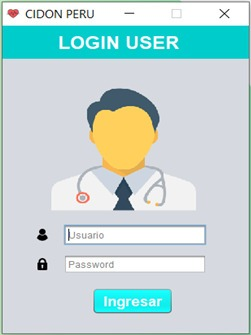 CIDON PERU
LOGIN USER
Usuario
Password
Ingresar